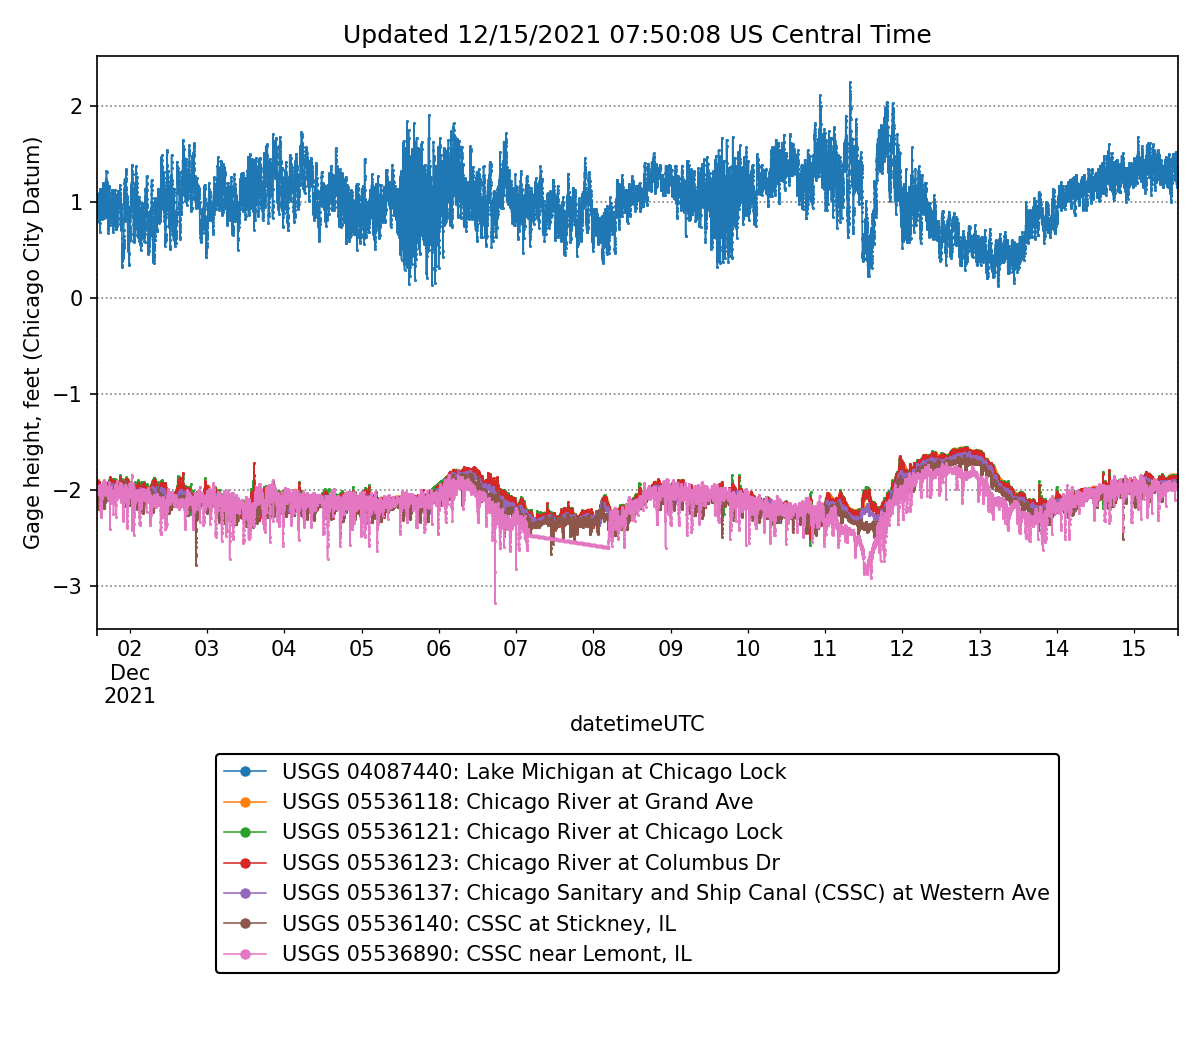 Updated 12/15/2021 07:50:08 US Central Time
Gage height, feet (Chicago City Datum)
2
1
0
−1
−2
−3
02 03 04 05 06 07 08 09 10 11 12 13 14 15
Dec
2021
datetimeUTC
USGS 04087440: Lake Michigan at Chicago Lock
USGS 05536118: Chicago River at Grand Ave
USGS 05536121: Chicago River at Chicago Lock
USGS 05536123: Chicago River at Columbus Dr
USGS 05536137: Chicago Sanitary and Ship Canal (CSSC) at Western Ave
USGS 05536140: CSSC at Stickney, IL
USGS 05536890: CSSC near Lemont, IL